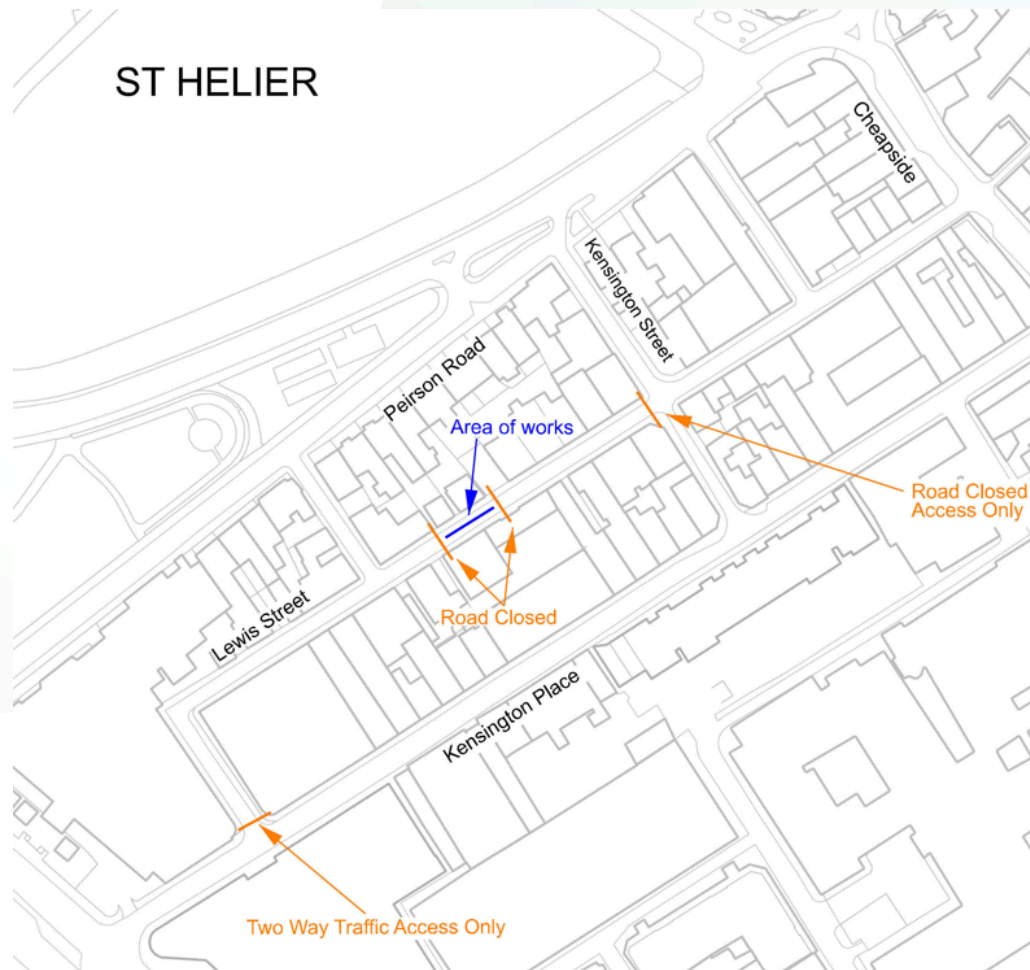 ST HELIER
Cheapside
Kensington Street
Peirson Road
Area of works
Road Closed
Access Only
Road Closed
Lewis Street
Kensington Place
Two Way Traffic Access Only